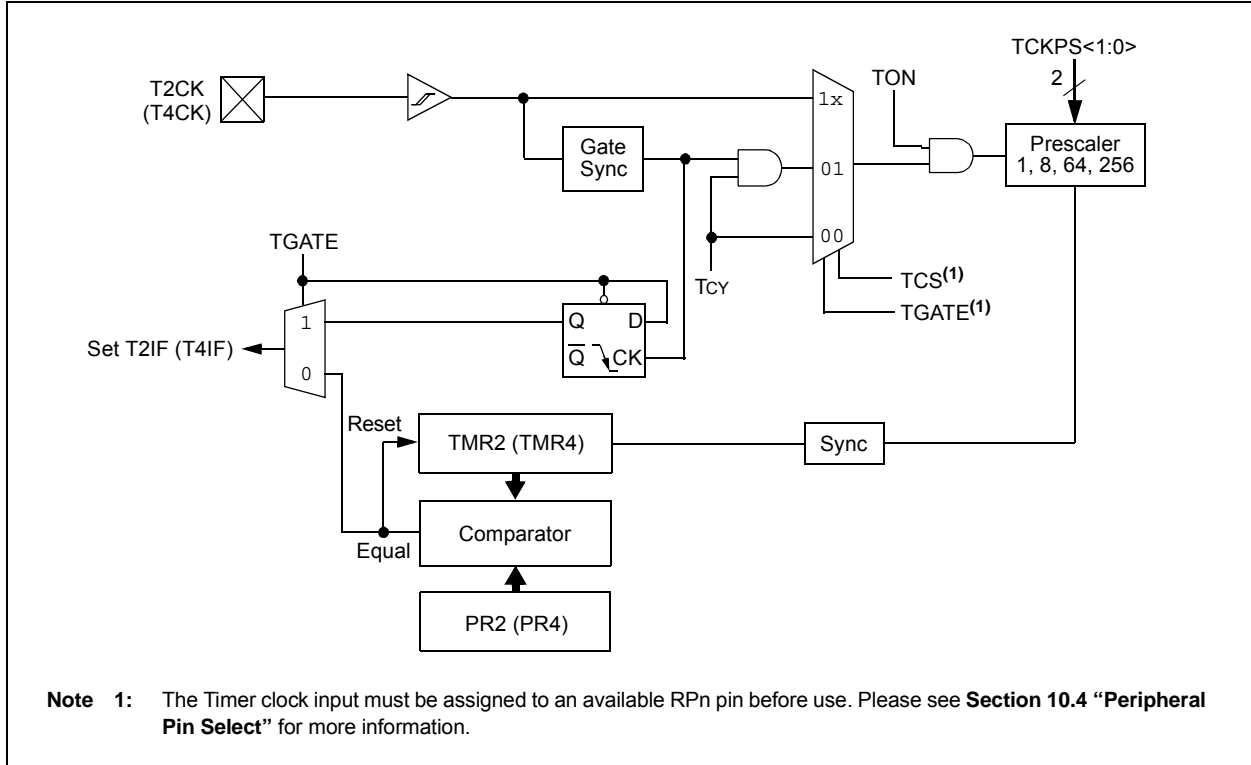 TCKPS<1:0>
2
T2CK
(T4CK)
TON
1x
Prescaler
1, 8, 64, 256
Gate
Sync
01
00
TGATE
TCY
TCS(1)
TGATE(1)
1
Q
D
Set T2IF (T4IF)
Q
CK
0
Reset
TMR2 (TMR4)
Sync
Comparator
Equal
PR2 (PR4)
Note 1: The Timer clock input must be assigned to an available RPn pin before use. Please see Section 10.4 “Peripheral
Pin Select” for more information.